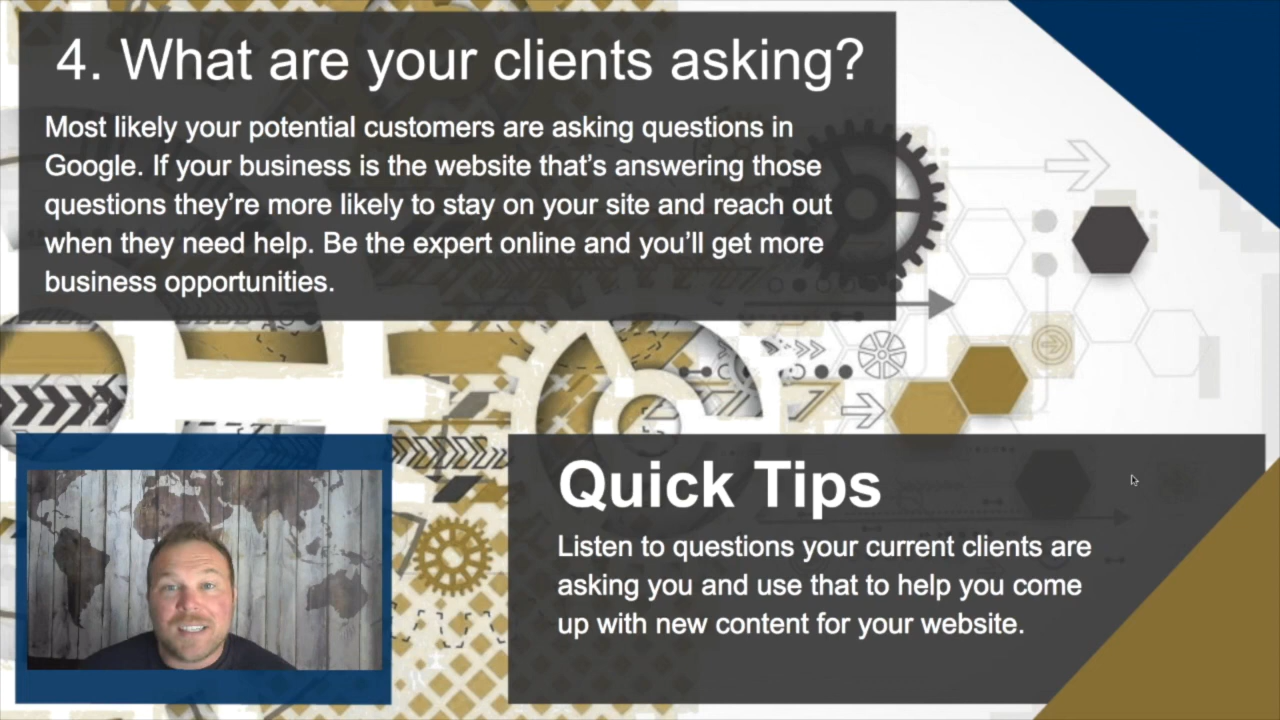 4. What are your clients asking?
Most likely your potential customers are asking questions in
Google. If your business is the website that’s answering those
questions they’re more likely to stay on your site and reach out
when they need help. Be the expert online and you’ll get more
business opportunities.
Quick Tips
Listen to questions your current clients are
asking you and use that to help you come
up with new content for your website.